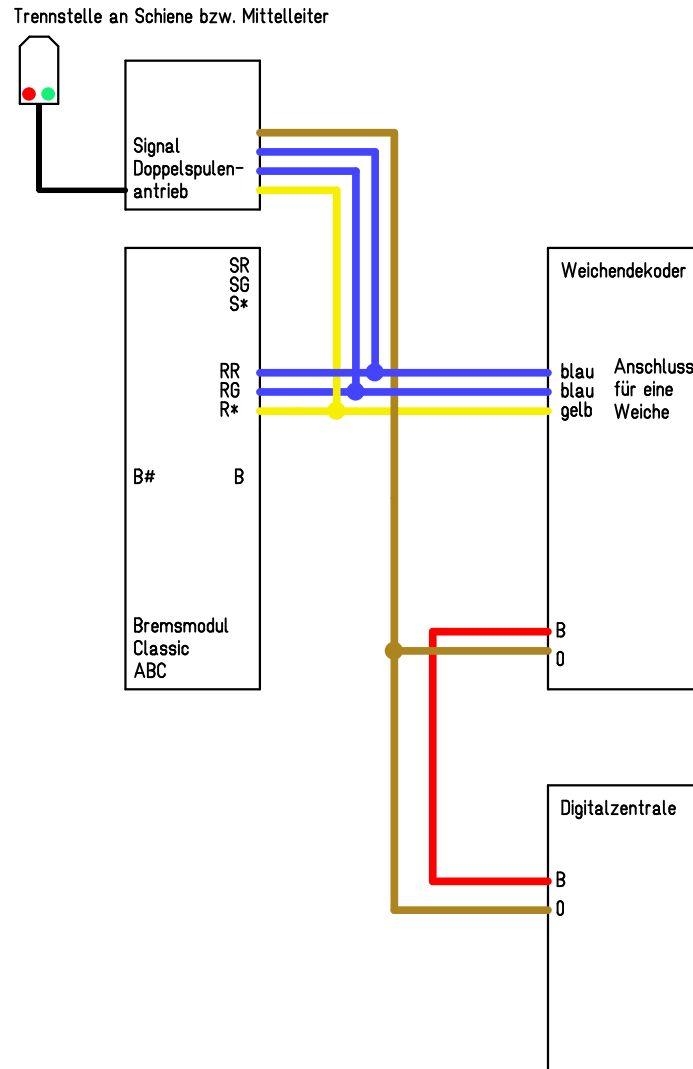 Trennstelle an Schiene bzw. Mittelleiter
Signal
Doppelspulen-
antrieb
SR
SG
S*
RR
RG
R*
B# B
Bremsmodul
Classic
ABC
Weichendekoder
blau Anschluss
blau für eine
gelb Weiche
B
0
Digitalzentrale
B
0